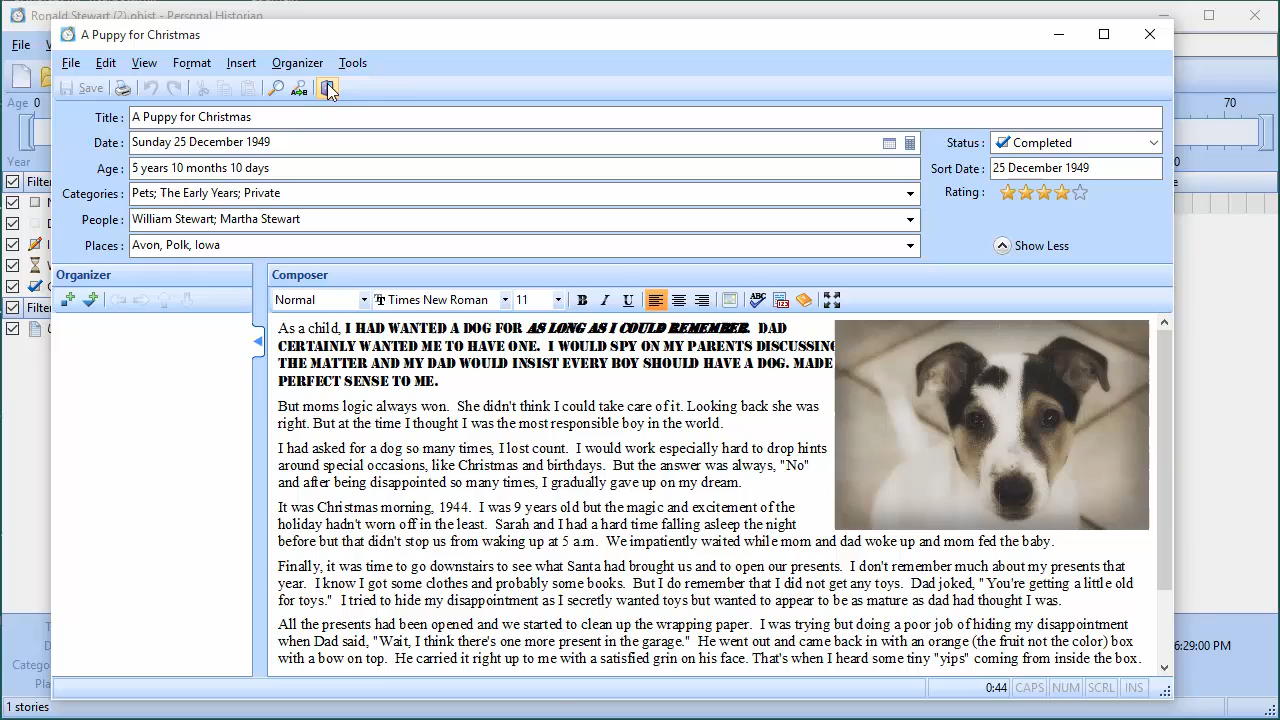 Ronald Stewart (2).phist - Personal Historian
A Puppy for Christmas
File
File Edit View Format Insert Organizer Tools
Save
Age 0
70
Title : A Puppy for Christmas
Date : Sunday 25 December 1949
Status : Completed
Age : 5 years 10 months 10 days
Sort Date : 25 December 1949
Year
Categories : Pets; The Early Years; Private
Rating :
Filter
People : William Stewart; Martha Stewart
Places : Avon, Polk, Iowa
Show Less
Organizer
Composer
Normal Times New Roman 11 B I U ABC
Filter
As a child, I HAD WANTED A DOG FOR AS LONG AS I COULD REMEMBER. DAD
CERTAINLY WANTED ME TO HAVE ONE. I WOULD SPY ON MY PARENTS DISCUSSING
THE MATTER AND MY DAD WOULD INSIST EVERY BOY SHOULD HAVE A DOG. MADE
PERFECT SENSE TO ME.
But moms logic always won. She didn't think I could take care of it. Looking back she was
right. But at the time I thought I was the most responsible boy in the world.
I had asked for a dog so many times, I lost count. I would work especially hard to drop hints
around special occasions, like Christmas and birthdays. But the answer was always, "No"
and after being disappointed so many times, I gradually gave up on my dream.
It was Christmas morning, 1944. I was 9 years old but the magic and excitement of the
holiday hadn't worn off in the least. Sarah and I had a hard time falling asleep the night
before but that didn't stop us from waking up at 5 a.m. We impatiently waited while mom and dad woke up and mom fed the baby.
Finally, it was time to go downstairs to see what Santa had brought us and to open our presents. I don't remember much about my presents that
year. I know I got some clothes and probably some books. But I do remember that I did not get any toys. Dad joked, "You're getting a little old
for toys." I tried to hide my disappointment as I secretly wanted toys but wanted to appear to be as mature as dad had thought I was.
All the presents had been opened and we started to clean up the wrapping paper. I was trying but doing a poor job of hiding my disappointment
when Dad said, "Wait, I think there's one more present in the garage." He went out and came back in with an orange (the fruit not the color) box
with a bow on top. He carried it right up to me with a satisfied grin on his face. That's when I heard some tiny "yips" coming from inside the box.
6:29:00 PM
Catego
Pla
0:44 CAPS NUM SCRL INS
1 stories